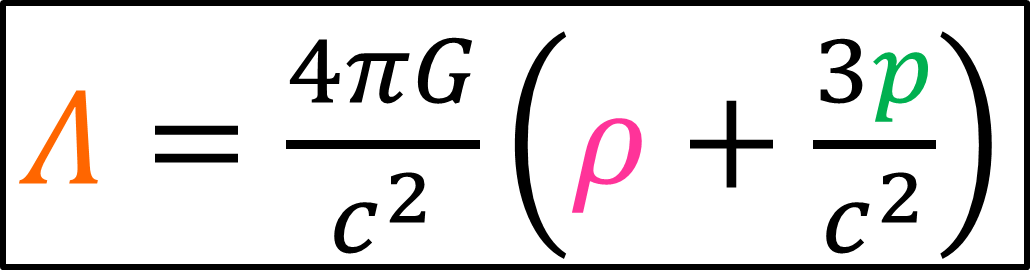 Λ = 4πG/c² (ρ + 3p/c²)